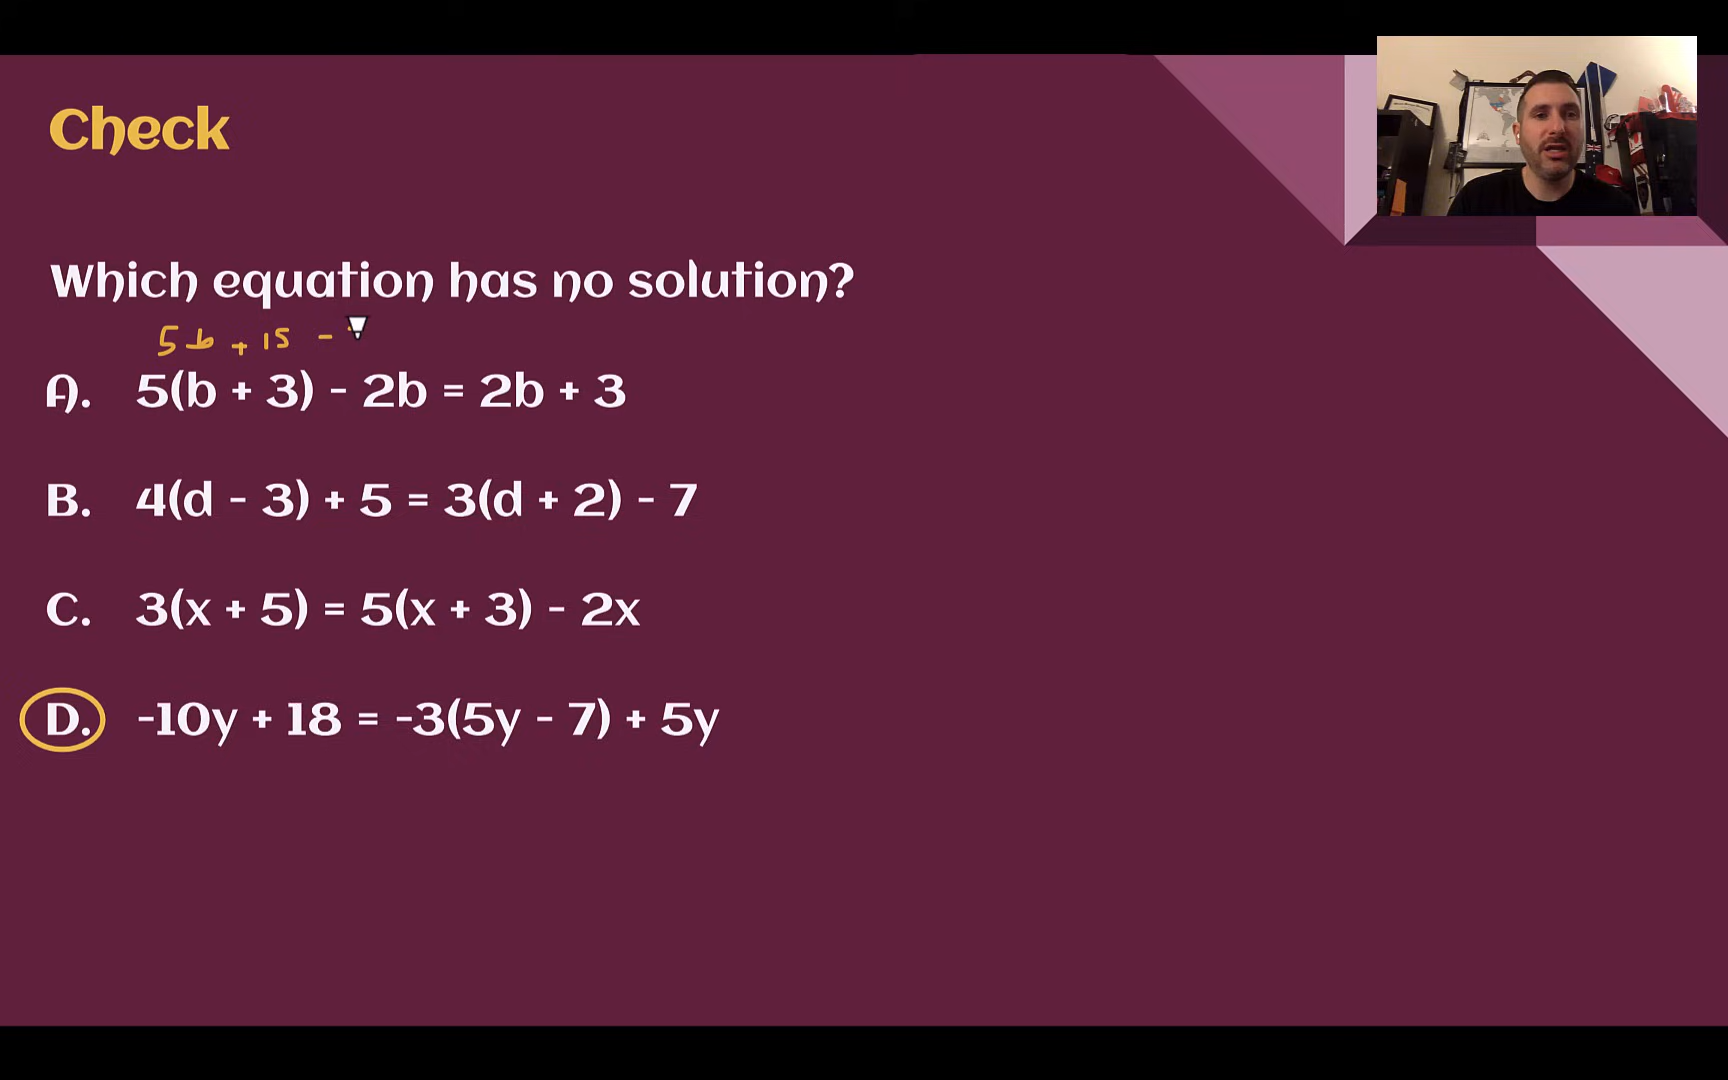 Check
Which equation has no solution?
5b + 15 -
A. 5(b + 3) - 2b = 2b + 3
B. 4(d - 3) + 5 = 3(d + 2) - 7
C. 3(x + 5) = 5(x + 3) - 2x
D. -10y + 18 = -3(5y - 7) + 5y